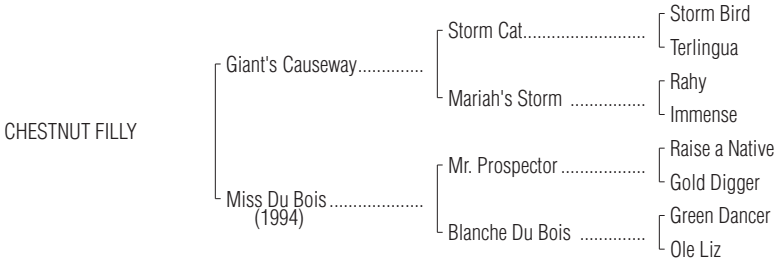 Storm Bird
Storm Cat.........................
Terlingua
Giant's Causeway..............
Rahy
Mariah's Storm ................
Immense
CHESTNUT FILLY
Raise a Native
Mr. Prospector ..................
Gold Digger
Miss Du Bois ....................
(1994)
Green Dancer
Blanche Du Bois ..............
Ole Liz